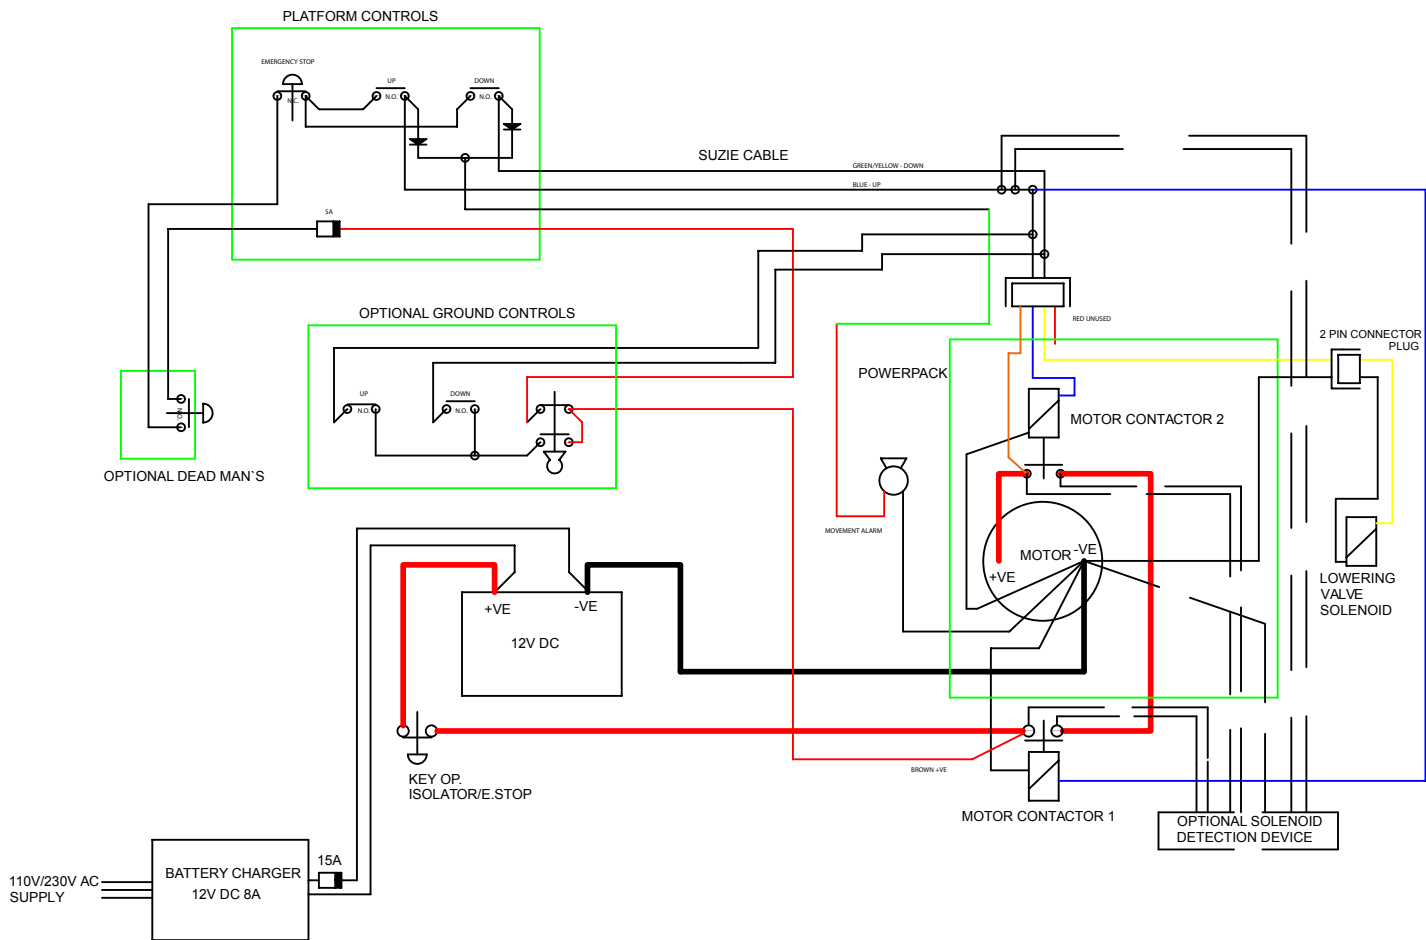 PLATFORM CONTROLS
EMERGENCY STOP
UP
DOWN
N.C.
N.O.
N.O.
SUZIE CABLE
GREEN/YELLOW - DOWN
BLUE - UP
5A
OPTIONAL GROUND CONTROLS
RED UNUSED
2 PIN CONNECTOR
PLUG
POWERPACK
UP
DOWN
N.O.
N.O.
N.O.
MOTOR CONTACTOR 2
OPTIONAL DEAD MAN`S
MOVEMENT ALARM
MOTOR
-VE
+VE
LOWERING
VALVE
SOLENOID
+VE
-VE
12V DC
KEY OP.
ISOLATOR/E.STOP
BROWN +VE
MOTOR CONTACTOR 1
OPTIONAL SOLENOID
DETECTION DEVICE
15A
BATTERY CHARGER
12V DC 8A
110V/230V AC
SUPPLY